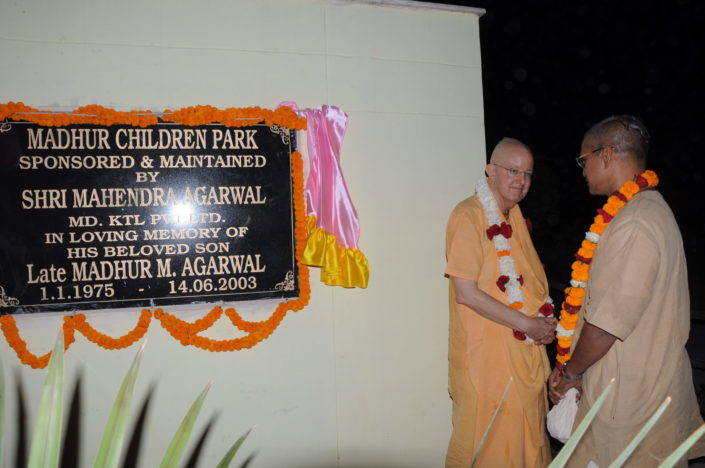 MADHUR CHILDREN PARK
SPONSORED & MAINTAINED
BY
SHRI MAHENDRA AGARWAL
MD. KTL PVT. LTD.
IN LOVING MEMORY OF
HIS BELOVED SON
Late MADHUR M. AGARWAL
1.1.1975 - 14.06.2003